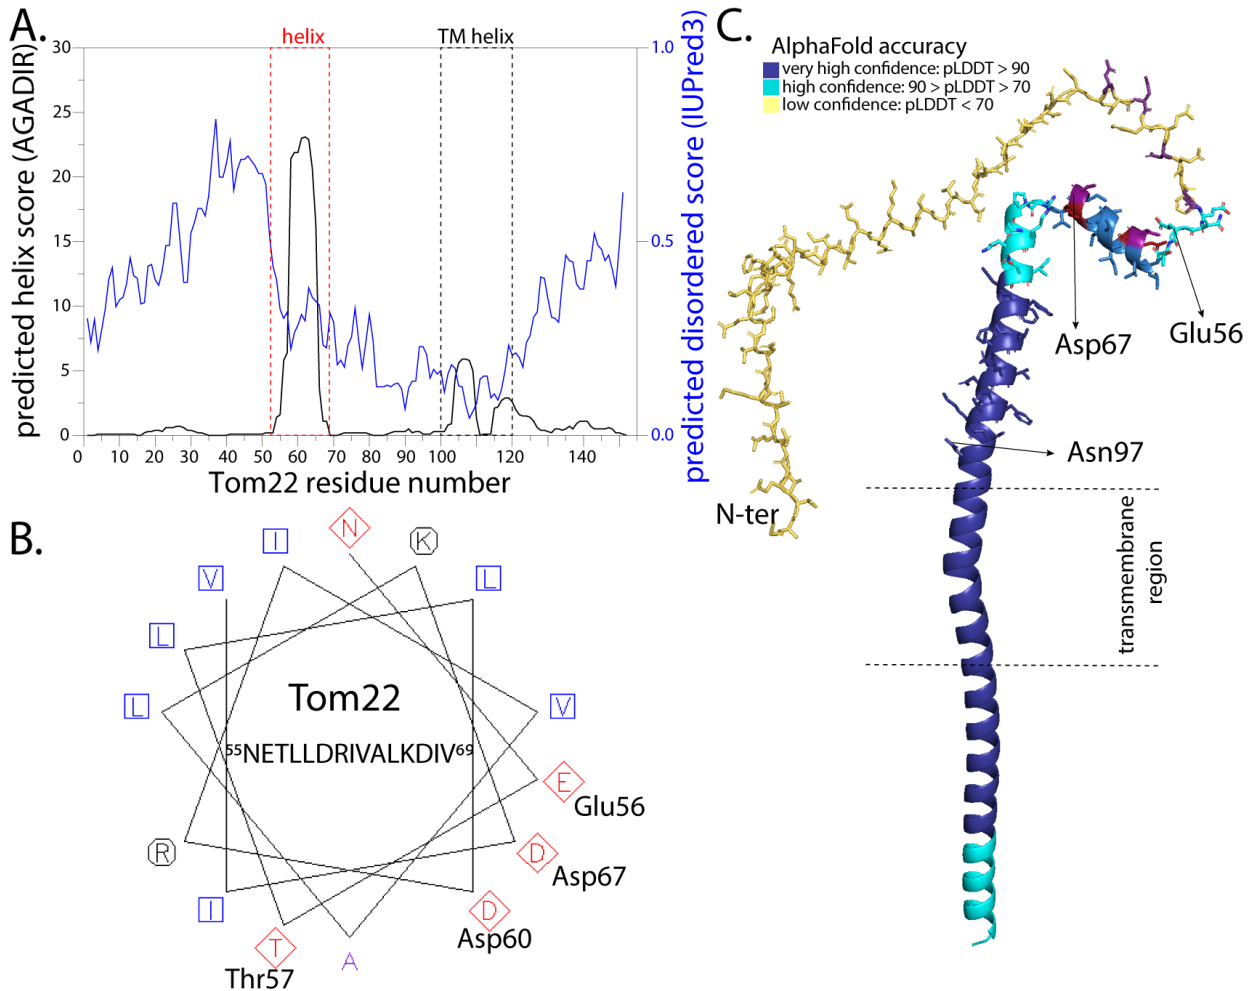 A.
helix
TM helix
predicted helix score (AGADIR)
30
25
20
15
10
5
0
1.0
0.5
0.0
predicted disordered score (IUPred3)
0 10 20 30 40 50 60 70 80 90 100 120 140
Tom22 residue number
B.
N
K
I
L
V
L
L
V
E
Glu56
D
Asp67
D
Asp60
A
T
Thr57
I
R
Tom22
⁵⁵NETLLDRIVALKDIV⁶⁹
C.
AlphaFold accuracy
very high confidence: pLDDT > 90
high confidence: 90 > pLDDT > 70
low confidence: pLDDT < 70
Asp67
Glu56
Asn97
N-ter
transmembrane
region